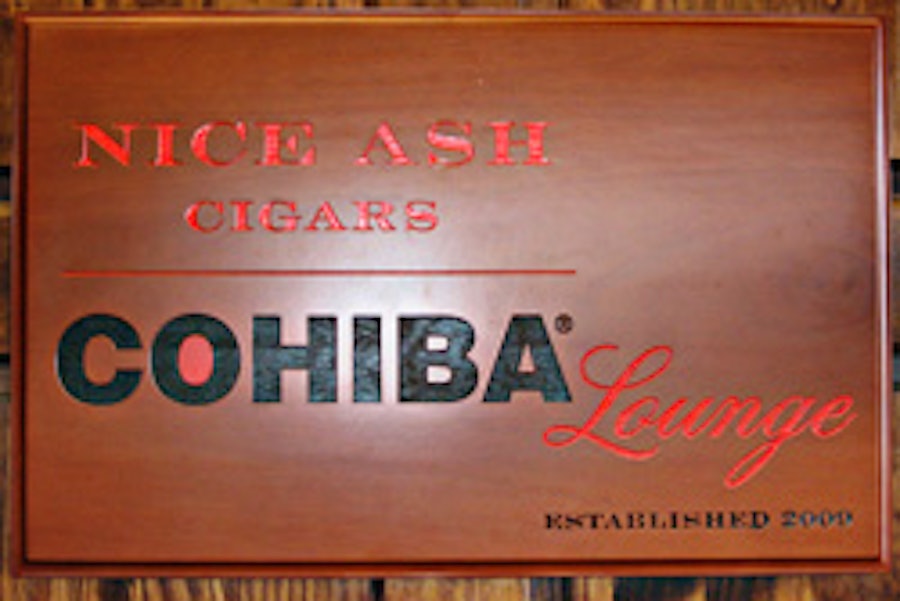 NICE ASH
CIGARS
COHIBA®
Lounge
ESTABLISHED 2009